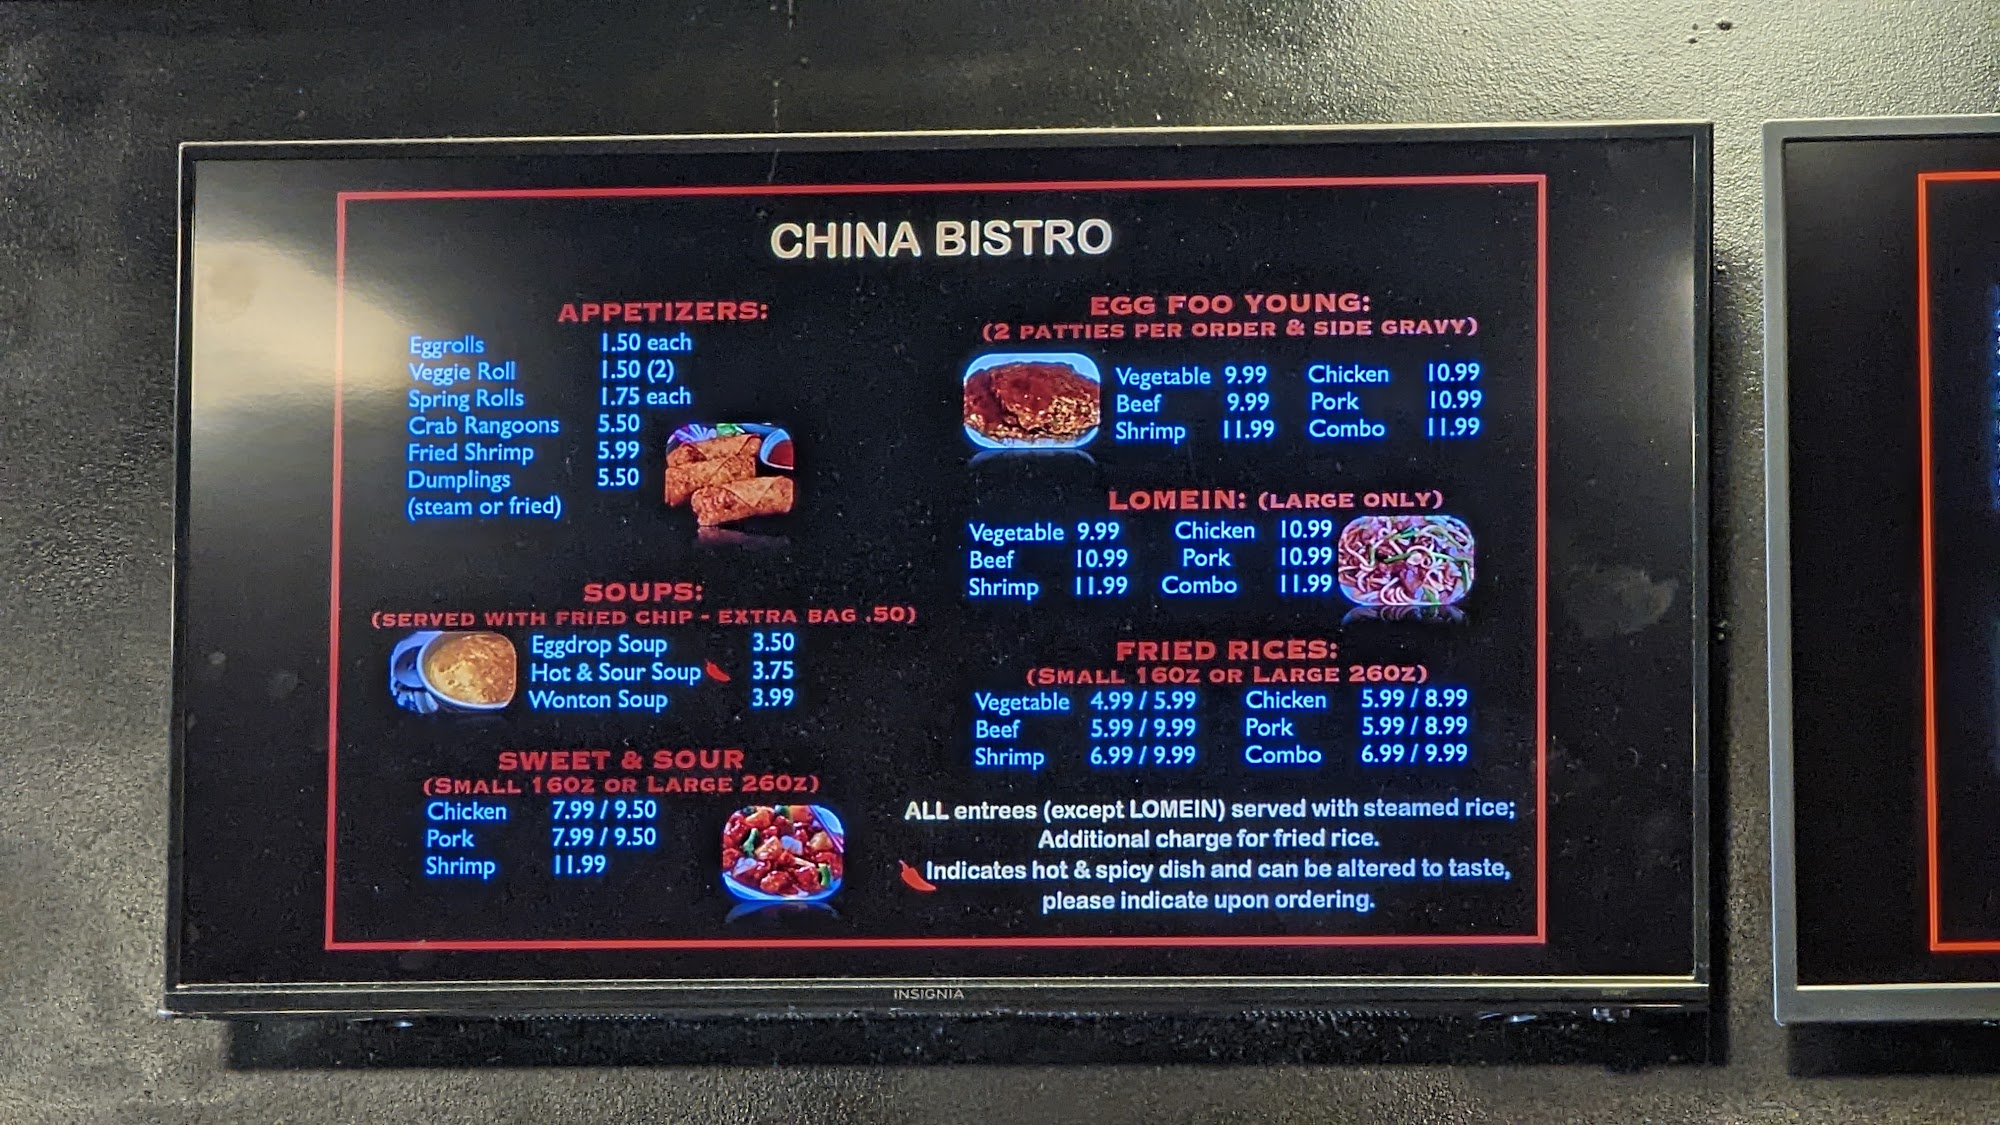 CHINA BISTRO
APPETIZERS:
Eggrolls 1.50 each
Veggie Roll 1.50 (2)
Spring Rolls 1.75 each
Crab Rangoons 5.50
Fried Shrimp 5.99
Dumplings 5.50
(steam or fried)
SOUPS:
(SERVED WITH FRIED CHIP - EXTRA BAG .50)
Eggdrop Soup 3.50
Hot & Sour Soup 3.75
Wonton Soup 3.99
SWEET & SOUR
(SMALL 16OZ OR LARGE 26OZ)
Chicken 7.99 / 9.50
Pork 7.99 / 9.50
Shrimp 11.99
EGG FOO YOUNG:
(2 PATTIES PER ORDER & SIDE GRAVY)
Vegetable 9.99 Chicken 10.99
Beef 9.99 Pork 10.99
Shrimp 11.99 Combo 11.99
LOMEIN: (LARGE ONLY)
Vegetable 9.99 Chicken 10.99
Beef 10.99 Pork 10.99
Shrimp 11.99 Combo 11.99
FRIED RICES:
(SMALL 16OZ OR LARGE 26OZ)
Vegetable 4.99 / 5.99 Chicken 5.99 / 8.99
Beef 5.99 / 9.99 Pork 5.99 / 8.99
Shrimp 6.99 / 9.99 Combo 6.99 / 9.99
ALL entrees (except LOMEIN) served with steamed rice;
Additional charge for fried rice.
Indicates hot & spicy dish and can be altered to taste,
please indicate upon ordering.
INSIGNIA